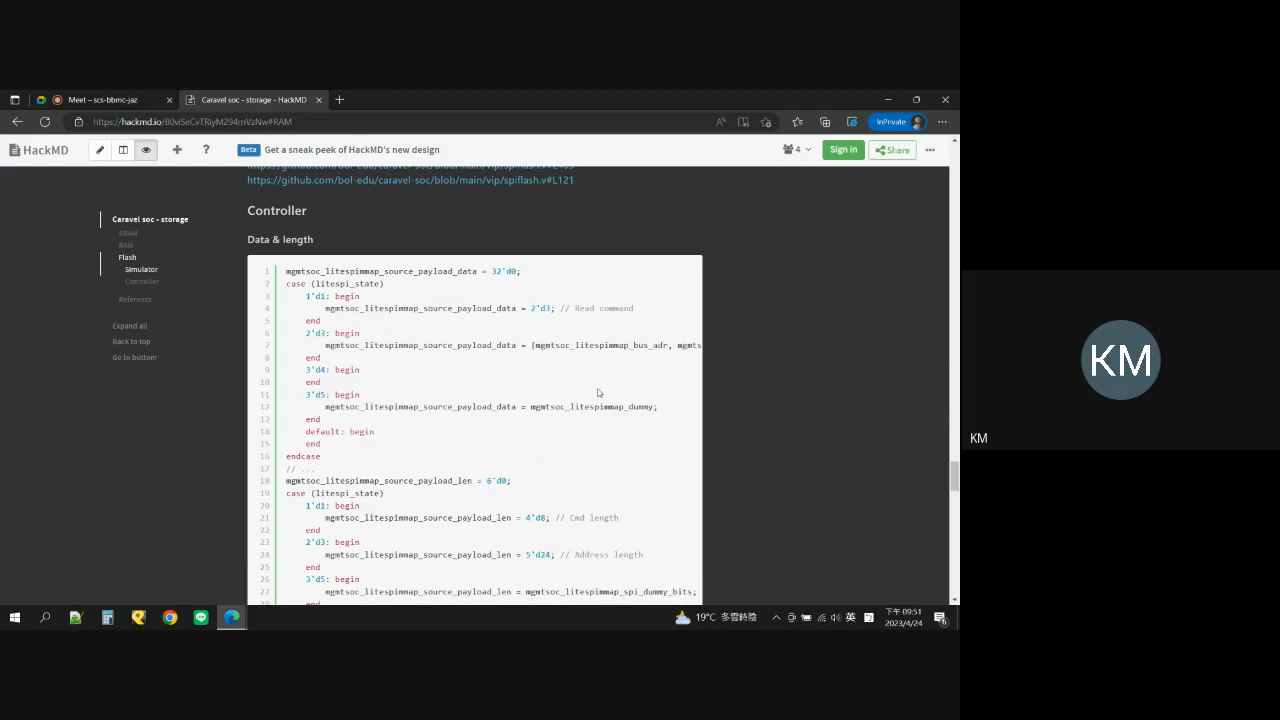 Meet – scs-bbmc-jaz
Caravel soc - storage - HackMD
https://hackmd.io/B0viSeCvTRiyM294mVzNw#RAM
InPrivate
HackMD
Beta
Get a sneak peek of HackMD's new design
4
Sign in
Share
https://github.com/bol-edu/caravel-soc/blob/main/vip/spiflash.v#L121
Caravel soc - storage
SRAM
RAM
Flash
Simulator
Controller
Reference
Expand all
Back to top
Go to bottom
Controller
Data & length
1 mgmtsoc_litespimmap_source_payload_data = 32'd0;
2 case (litespi_state)
3 1'd1: begin
4 mgmtsoc_litespimmap_source_payload_data = 2'd3; // Read command
5 end
6 2'd3: begin
7 mgmtsoc_litespimmap_source_payload_data = {mgmtsoc_litespimmap_bus_adr, mgmts
8 end
9 3'd4: begin
10 end
11 3'd5: begin
12 mgmtsoc_litespimmap_source_payload_data = mgmtsoc_litespimmap_dummy;
13 end
14 default: begin
15 end
16 endcase
17 // ...
18 mgmtsoc_litespimmap_source_payload_len = 6'd0;
19 case (litespi_state)
20 1'd1: begin
21 mgmtsoc_litespimmap_source_payload_len = 4'd8; // Cmd length
22 end
23 2'd3: begin
24 mgmtsoc_litespimmap_source_payload_len = 5'd24; // Address length
25 end
26 3'd5: begin
27 mgmtsoc_litespimmap_source_payload_len = mgmtsoc_litespimmap_spi_dummy_bits;
end
19°C 多雲時陰
英
下午 09:51
2023/4/24
6
KM
KM